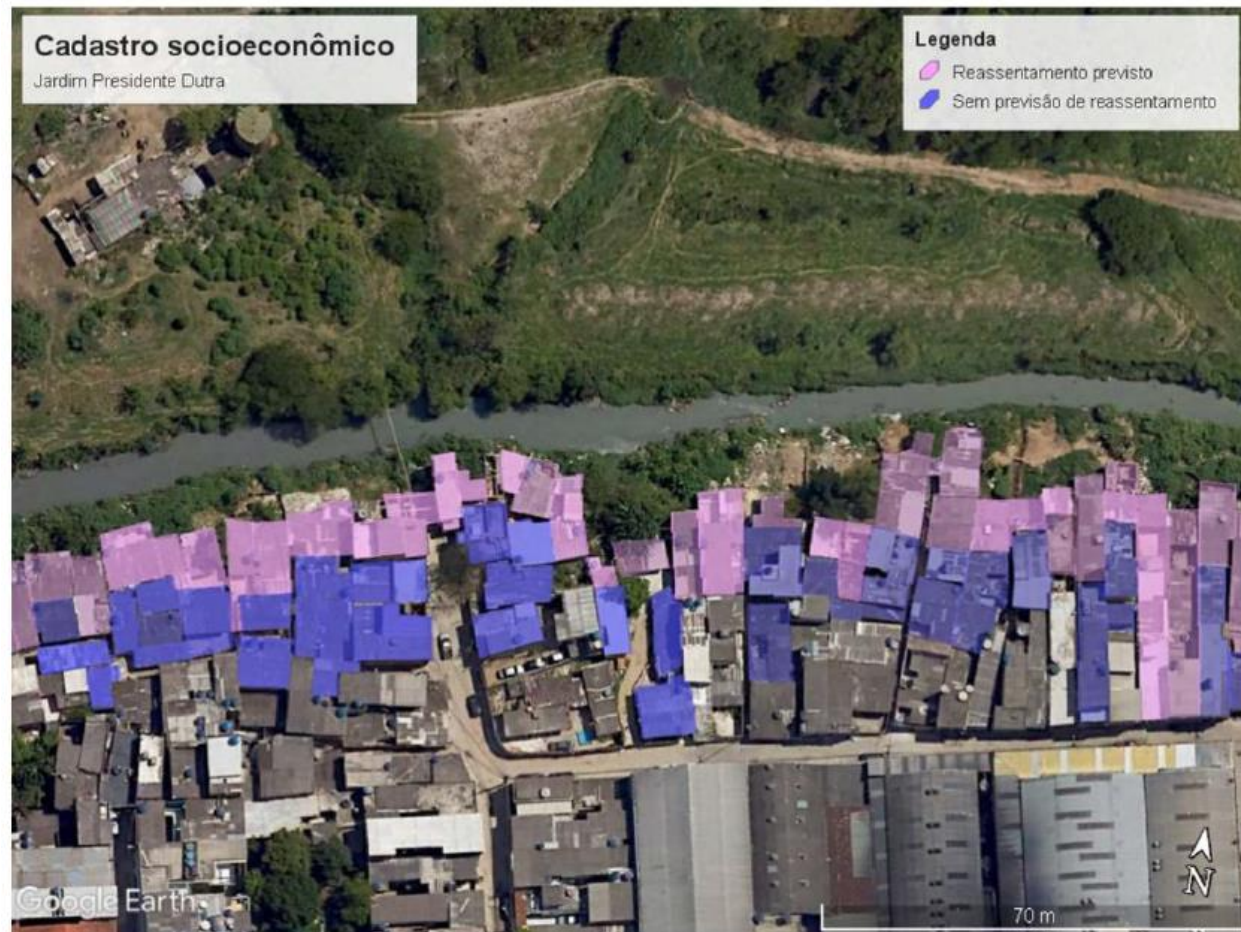 Cadastro socioeconômico
Jardim Presidente Dutra
Legenda
Reassentamento previsto
Sem previsão de reassentamento
Google Earth
N
70 m